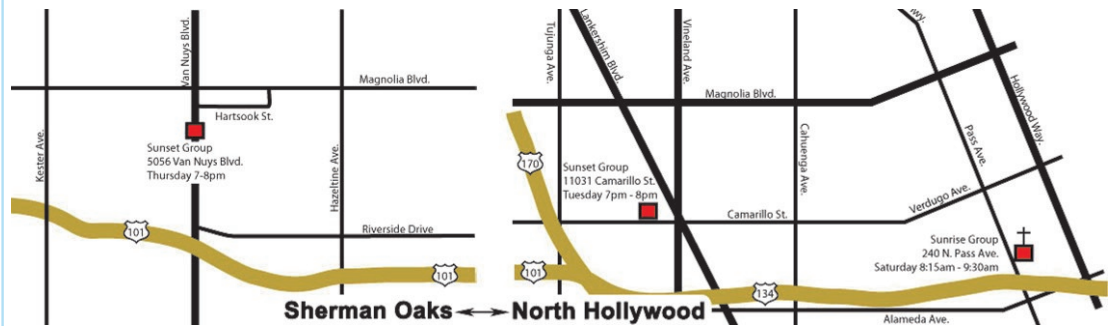 Kester Ave.
Van Nuys Blvd.
Magnolia Blvd.
Hartsook St.
Sunset Group
5056 Van Nuys Blvd.
Thursday 7-8pm
Hazeltine Ave.
101
Riverside Drive
101
Sherman Oaks
Tujunga Ave.
Lankershim Blvd.
Vineland Ave.
Magnolia Blvd.
Cahuenga Ave.
Pass Ave.
Hollywood Way.
170
Sunset Group
11031 Camarillo St.
Tuesday 7pm - 8pm
Camarillo St.
Verdugo Ave.
Sunrise Group
240 N. Pass Ave.
Saturday 8:15am - 9:30am
101
134
North Hollywood
Alameda Ave.